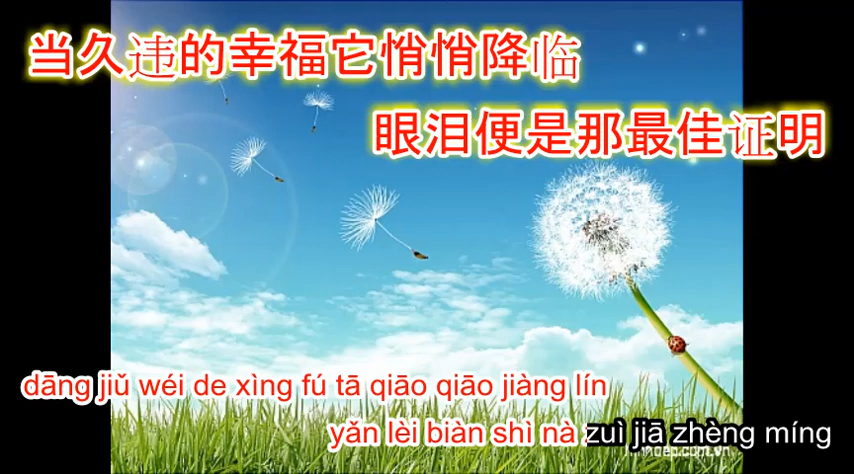 当久违的幸福它悄悄降临
眼泪便是那最佳证明
dāng jiǔ wéi de xìng fú tā qiāo qiāo jiàng lín
yǎn lèi biàn shì nà zuì jiā zhèng míng